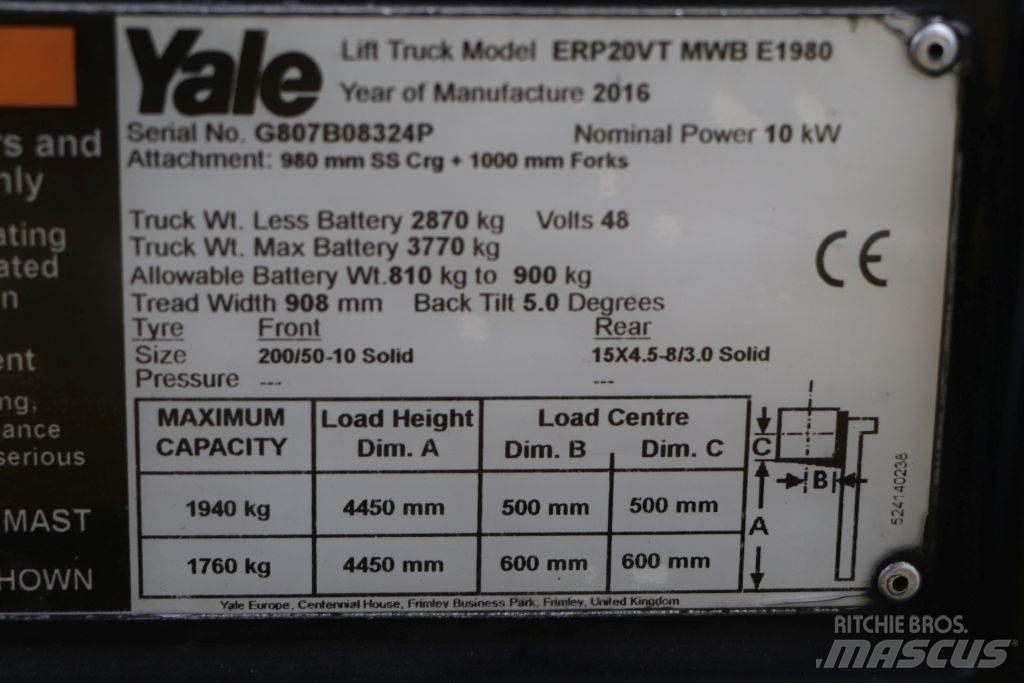 s and
nly
ating
ated
n
ent
ng,
ance
serious
MAST
HOWN
Yale
Lift Truck Model ERP20VT MWB E1980
Year of Manufacture 2016
Serial No. G807B08324P Nominal Power 10 kW
Attachment: 980 mm SS Crg + 1000 mm Forks
Truck Wt. Less Battery 2870 kg Volts 48
Truck Wt. Max Battery 3770 kg
Allowable Battery Wt.810 kg to 900 kg
Tread Width 908 mm Back Tilt 5.0 Degrees
CE
Tyre Front Rear
Size 200/50-10 Solid 15X4.5-8/3.0 Solid
Pressure --- ---
MAXIMUM CAPACITY Load Height Dim. A Load Centre Dim. B Dim. C
1940 kg 4450 mm 500 mm 500 mm
1760 kg 4450 mm 600 mm 600 mm
C
B
A
524140238
Yale Europe, Centennial House, Frimley Business Park, Frimley, United Kingdom
RITCHIE BROS.
MASCUS